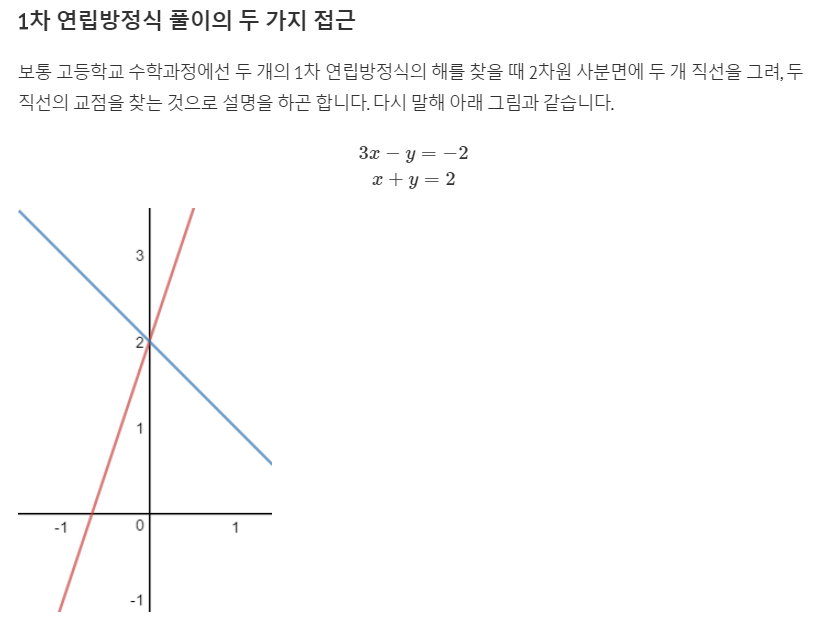 1차 연립방정식 풀이의 두 가지 접근
보통 고등학교 수학과정에선 두 개의 1차 연립방정식의 해를 찾을 때 2차원 사분면에 두 개 직선을 그려, 두
직선의 교점을 찾는 것으로 설명을 하곤 합니다. 다시 말해 아래 그림과 같습니다.
3x − y = −2
x + y = 2
3
2
1
-1 0 1
-1